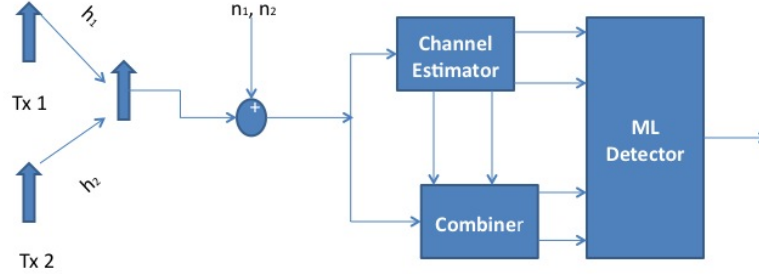 h₁
n₁, n₂
Channel
Estimator
Tx 1
ML
Detector
h₂
Combiner
Tx 2